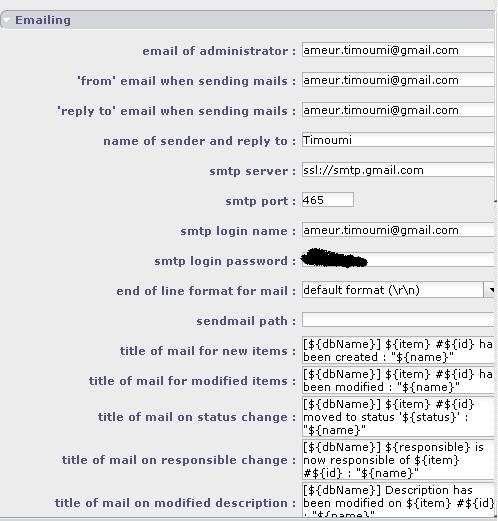 Emailing
email of administrator : ameur.timoumi@gmail.com
'from' email when sending mails : ameur.timoumi@gmail.com
'reply to' email when sending mails : ameur.timoumi@gmail.com
name of sender and reply to : Timoumi
smtp server : ssl://smtp.gmail.com
smtp port : 465
smtp login name : ameur.timoumi@gmail.com
smtp login password :
end of line format for mail : default format (\r\n)
sendmail path :
title of mail for new items : [${dbName}] ${item} #${id} ha
been created : "${name}"
title of mail for modified items : [${dbName}] ${item} #${id} ha
been modified : "${name}"
title of mail on status change : [${dbName}] ${item} #${id}
moved to status '${status}' :
"${name}"
title of mail on responsible change : [${dbName}] ${responsible} is
now responsible of ${item}
#${id} : "${name}"
title of mail on modified description : [${dbName}] Description has
been modified on ${item} #${id}